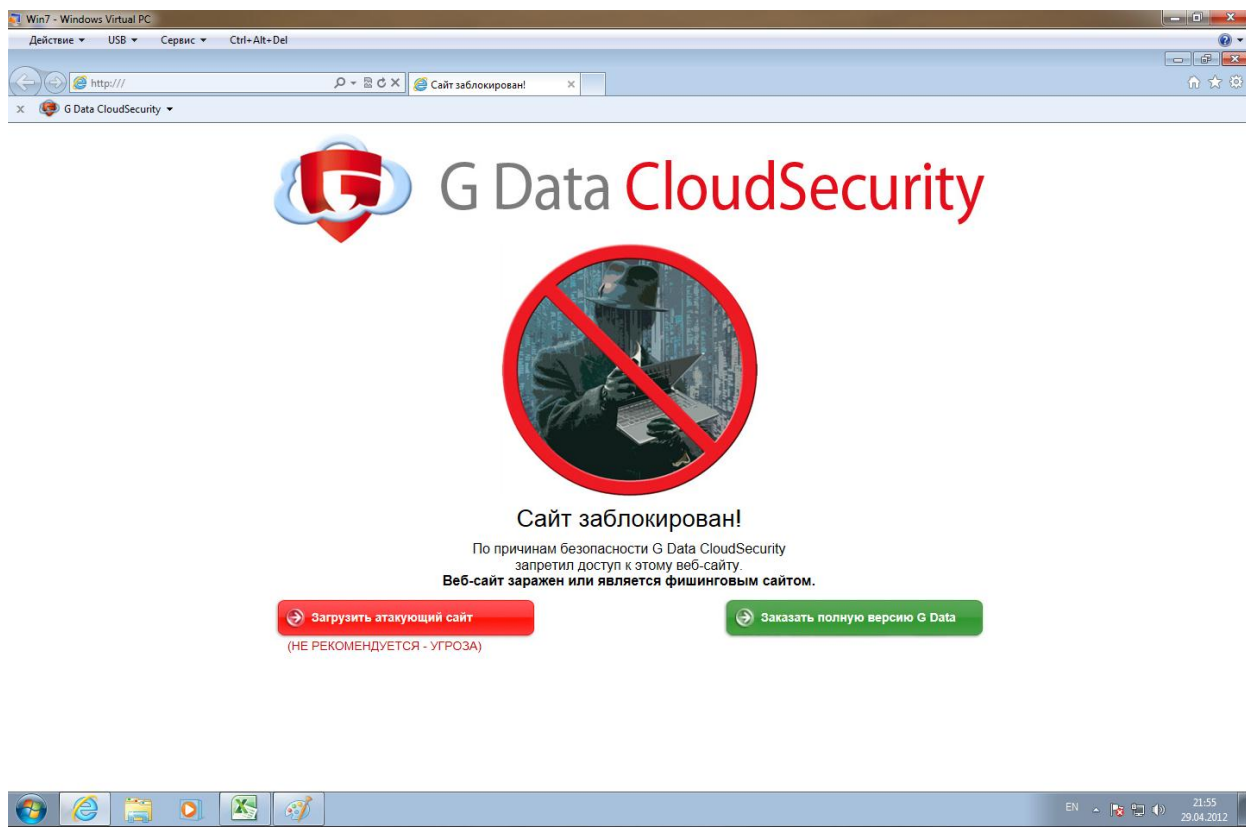 Win7 - Windows Virtual PC
Действие USB Сервис Ctrl+Alt+Del
http:/// Сайт заблокирован!
x G Data CloudSecurity
G Data CloudSecurity
Сайт заблокирован!
По причинам безопасности G Data CloudSecurity
запретил доступ к этому веб-сайту.
Веб-сайт заражен или является фишинговым сайтом.
Загрузить атакующий сайт
Заказать полную версию G Data
(НЕ РЕКОМЕНДУЕТСЯ - УГРОЗА)
EN
21:55
29.04.2012